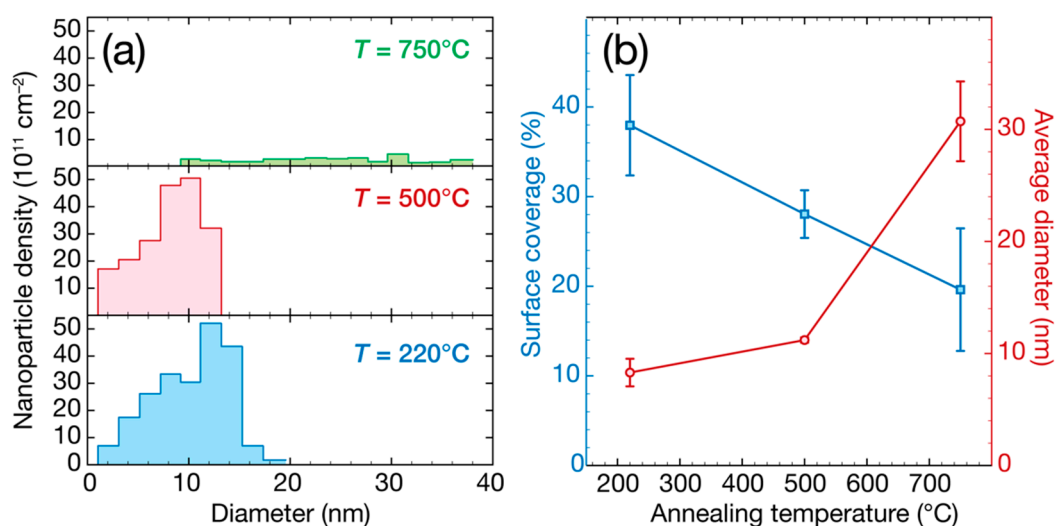 (a)
T = 750°C
T = 500°C
T = 220°C
50
40
30
20
10
50
40
30
20
10
50
40
30
20
10
0
0 10 20 30 40
Nanoparticle density (10¹¹ cm⁻²)
Diameter (nm)
(b)
40
30
20
10
0
Surface coverage (%)
30
20
10
0
Average diameter (nm)
200 300 400 500 600 700
Annealing temperature (°C)